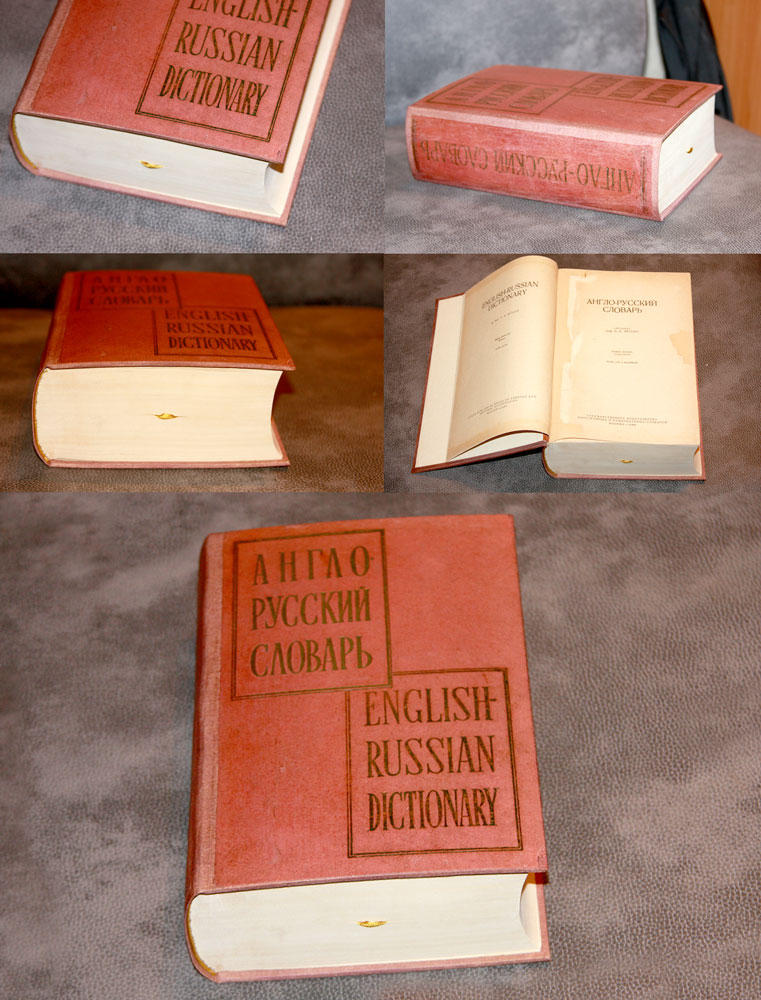 ENGLISH-
RUSSIAN
DICTIONARY
АНГЛО-РУССКИЙ СЛОВАРЬ
АНГЛО-
РУССКИЙ
СЛОВАРЬ
ENGLISH-
RUSSIAN
DICTIONARY
ENGLISH-RUSSIAN
DICTIONARY
АНГЛО-РУССКИЙ
СЛОВАРЬ
АНГЛО-
РУССКИЙ
СЛОВАРЬ
ENGLISH-
RUSSIAN
DICTIONARY